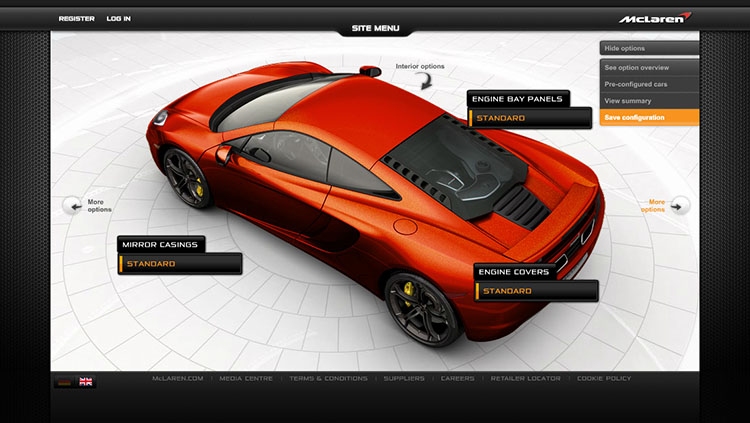 REGISTER
LOG IN
SITE MENU
McLaren
Hide options
See option overview
Pre-configured cars
View summary
Save configuration
Interior options
ENGINE BAY PANELS
STANDARD
More
options
More
options
MIRROR CASINGS
STANDARD
ENGINE COVERS
STANDARD
McLAREN.COM
MEDIA CENTRE
TERMS & CONDITIONS
SUPPLIERS
CAREERS
RETAILER LOCATOR
COOKIE POLICY